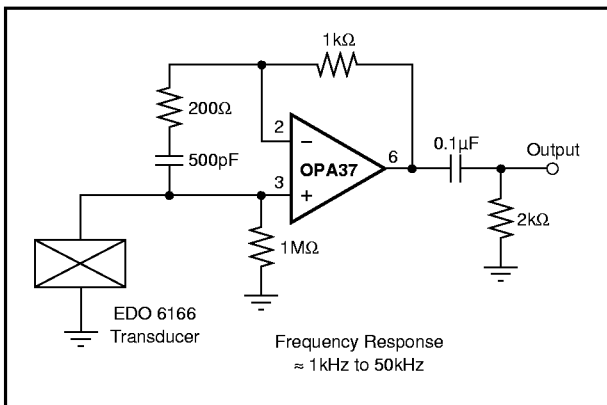 1kΩ
200Ω
2
−
500pF
OPA37
6
0.1µF
Output
3
+
2kΩ
1MΩ
EDO 6166
Transducer
Frequency Response
≈ 1kHz to 50kHz